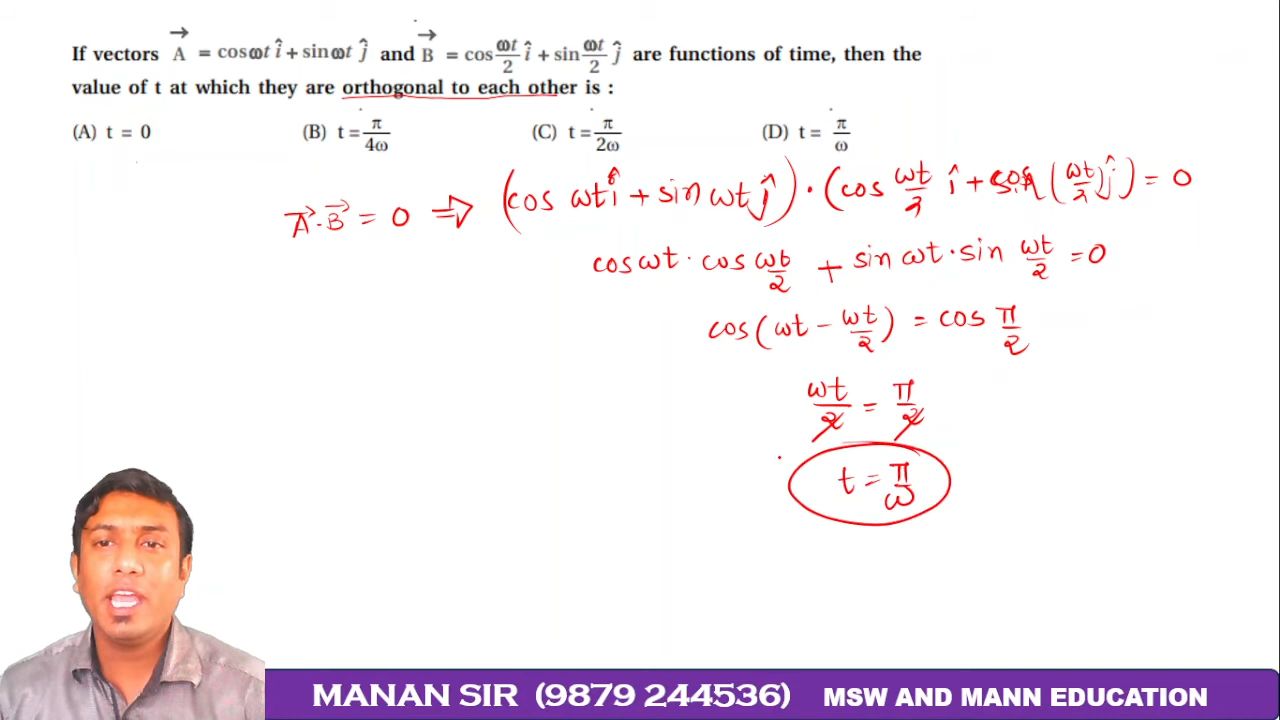 If vectors A⃗ = cosωt î + sinωt ĵ and B⃗ = cos ωt/2 î + sin ωt/2 ĵ are functions of time, then the
value of t at which they are orthogonal to each other is :
(A) t = 0 (B) t = π/4ω (C) t = π/2ω (D) t = π/ω
A⃗·B⃗ = 0 ⇒ (cos ωt î + sin ωt ĵ) · (cos ωt/2 î + sin (ωt/2) ĵ) = 0
cos ωt · cos ωt/2 + sin ωt · sin ωt/2 = 0
cos(ωt − ωt/2) = cos π/2
ωt/2 = π/2
t = π/ω
MANAN SIR (9879 244536) MSW AND MANN EDUCATION